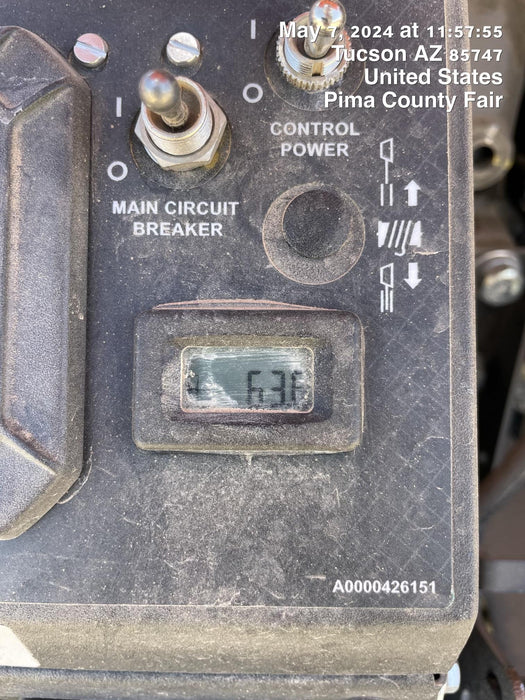 May 7, 2024 at 11:57:55
Tucson AZ 85747
United States
Pima County Fair
I
O
CONTROL
POWER
I
O
MAIN CIRCUIT
BREAKER
A0000426151